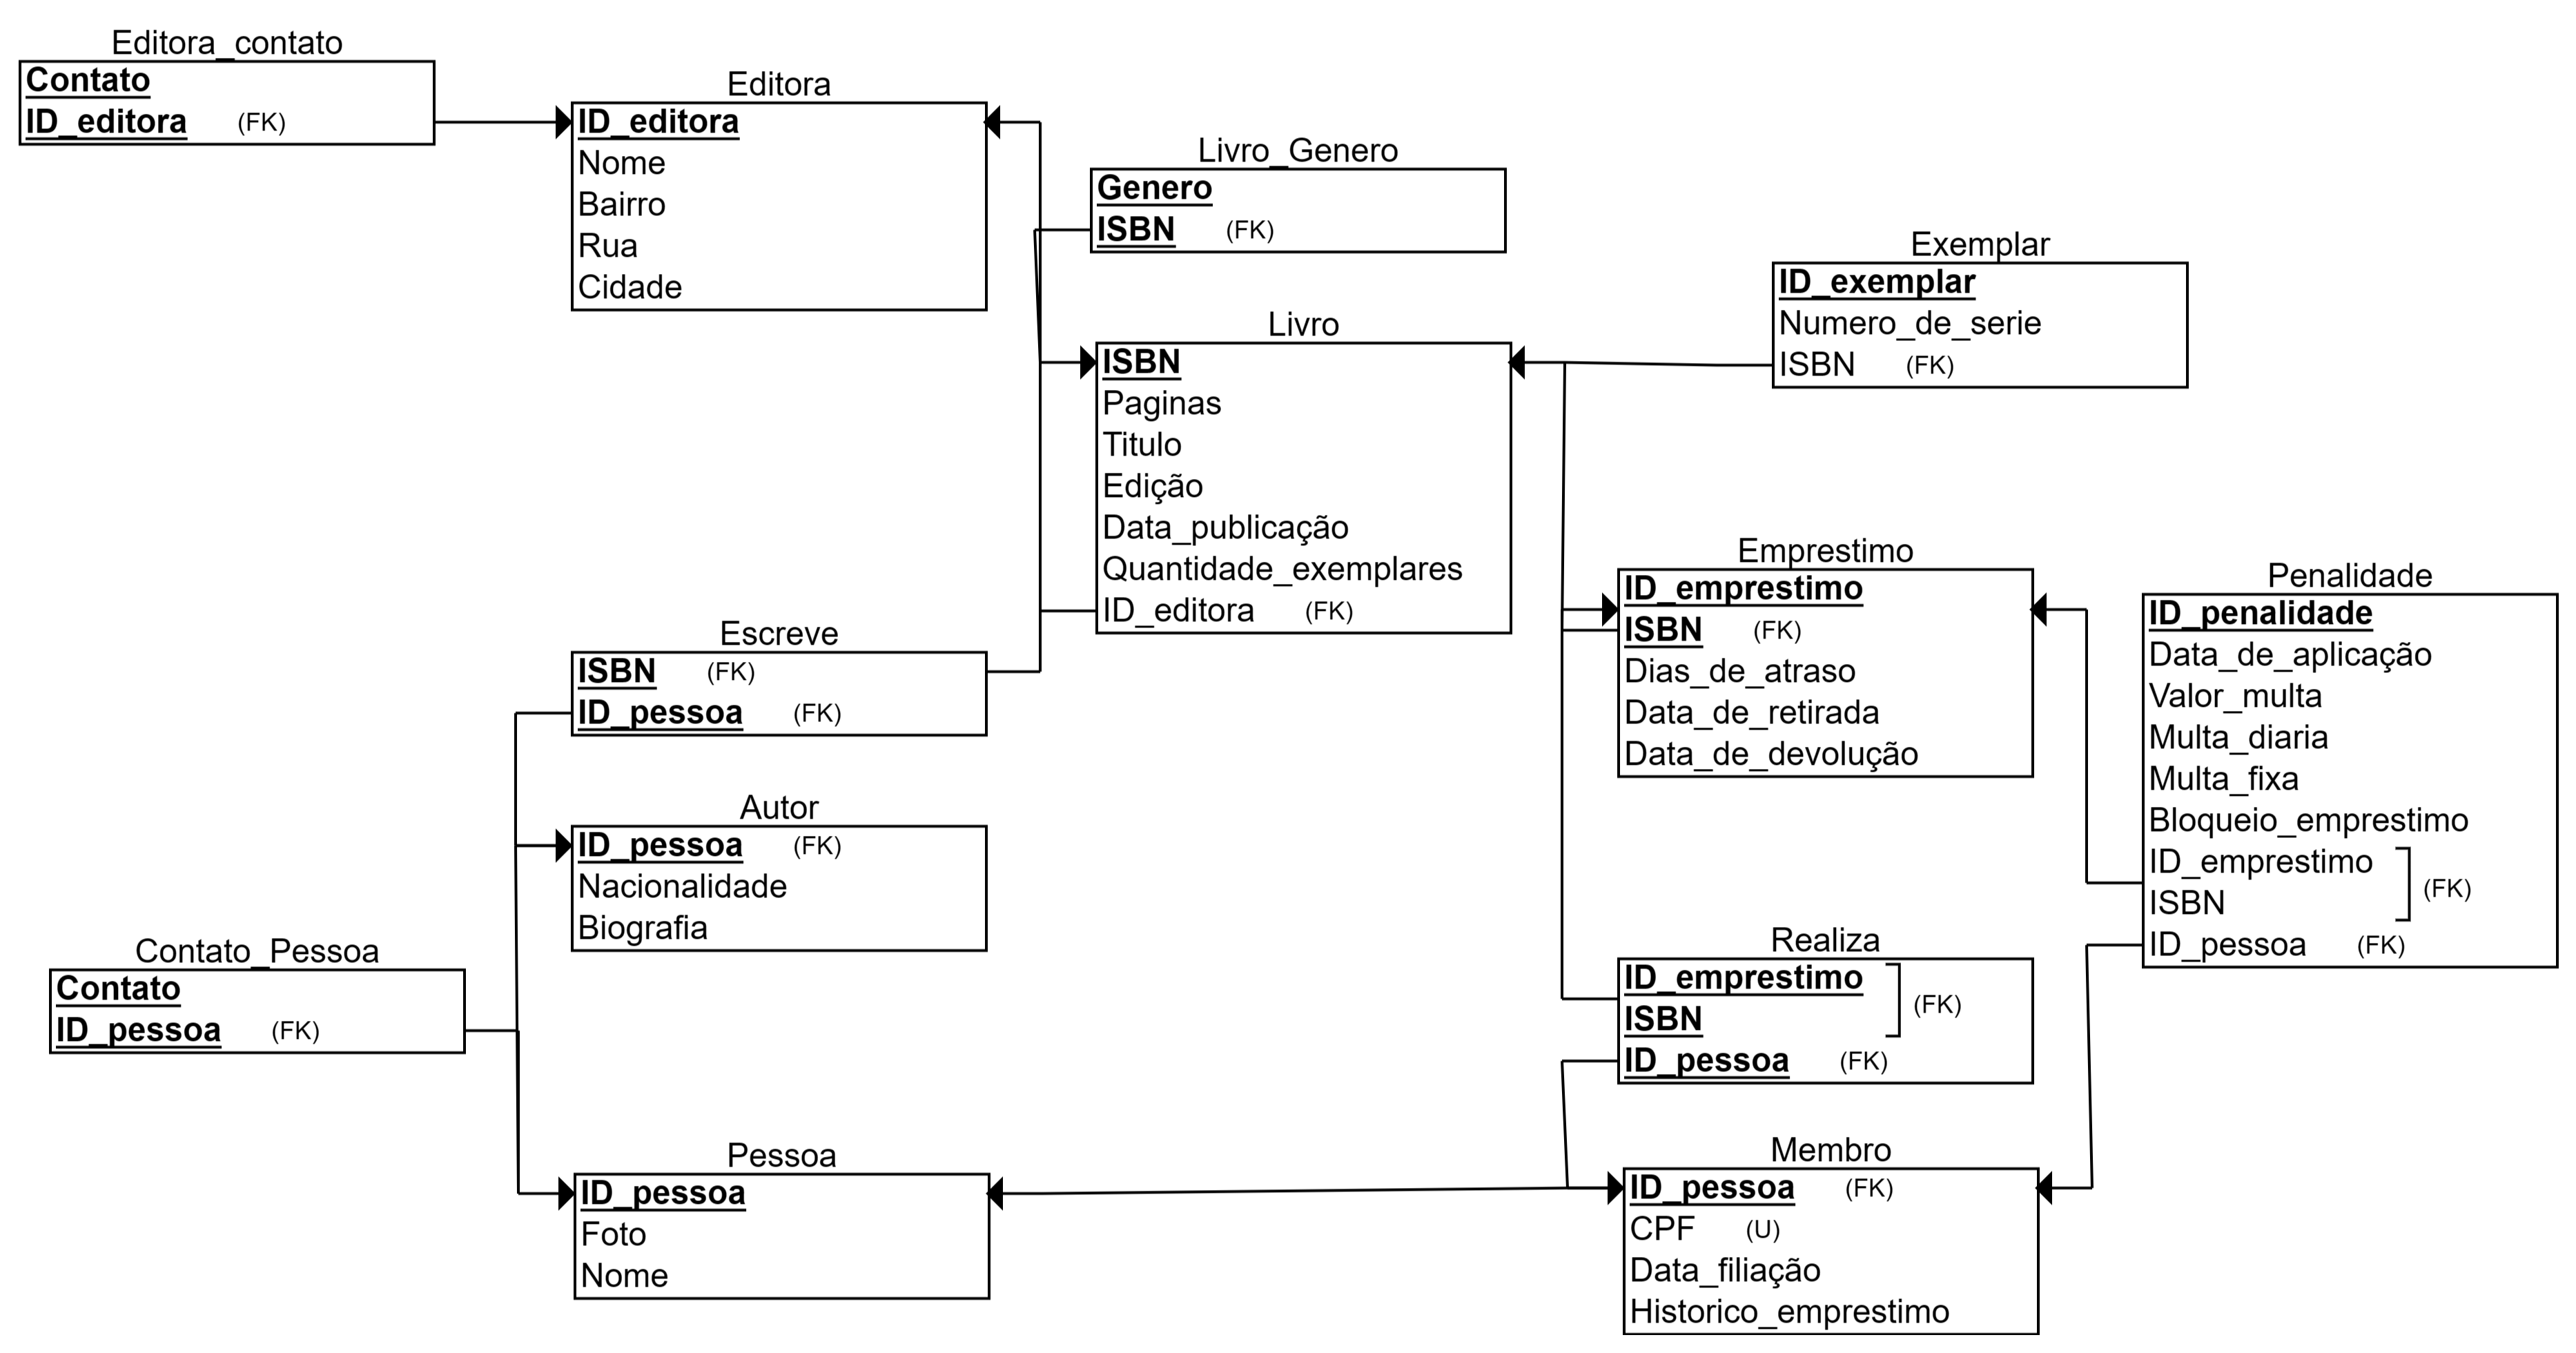 Editora_contato
Contato
ID_editora (FK)
Editora
ID_editora
Nome
Bairro
Rua
Cidade
Livro_Genero
Genero
ISBN (FK)
Livro
ISBN
Paginas
Titulo
Edição
Data_publicação
Quantidade_exemplares
ID_editora (FK)
Exemplar
ID_exemplar
Numero_de_serie
ISBN (FK)
Emprestimo
ID_emprestimo
ISBN (FK)
Dias_de_atraso
Data_de_retirada
Data_de_devolução
Penalidade
ID_penalidade
Data_de_aplicação
Valor_multa
Multa_diaria
Multa_fixa
Bloqueio_emprestimo
ID_emprestimo
(FK)
ISBN
ID_pessoa (FK)
Escreve
ISBN (FK)
ID_pessoa (FK)
Autor
ID_pessoa (FK)
Nacionalidade
Biografia
Contato_Pessoa
Contato
ID_pessoa (FK)
Pessoa
ID_pessoa
Foto
Nome
Realiza
ID_emprestimo
(FK)
ISBN
ID_pessoa (FK)
Membro
ID_pessoa (FK)
CPF (U)
Data_filiação
Historico_emprestimo